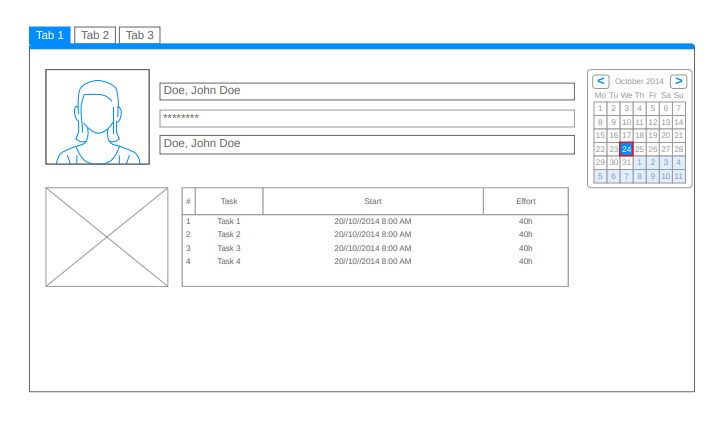 Tab 1 Tab 2 Tab 3
Doe, John Doe
********
Doe, John Doe
< October 2014 >
Mo Tu We Th Fr Sa Su
1 2 3 4 5 6 7
8 9 10 11 12 13 14
15 16 17 18 19 20 21
22 23 24 25 26 27 28
29 30 31 1 2 3 4
5 6 7 8 9 10 11
# Task Start Effort
1 Task 1 20//10//2014 8:00 AM 40h
2 Task 2 20//10//2014 8:00 AM 40h
3 Task 3 20//10//2014 8:00 AM 40h
4 Task 4 20//10//2014 8:00 AM 40h